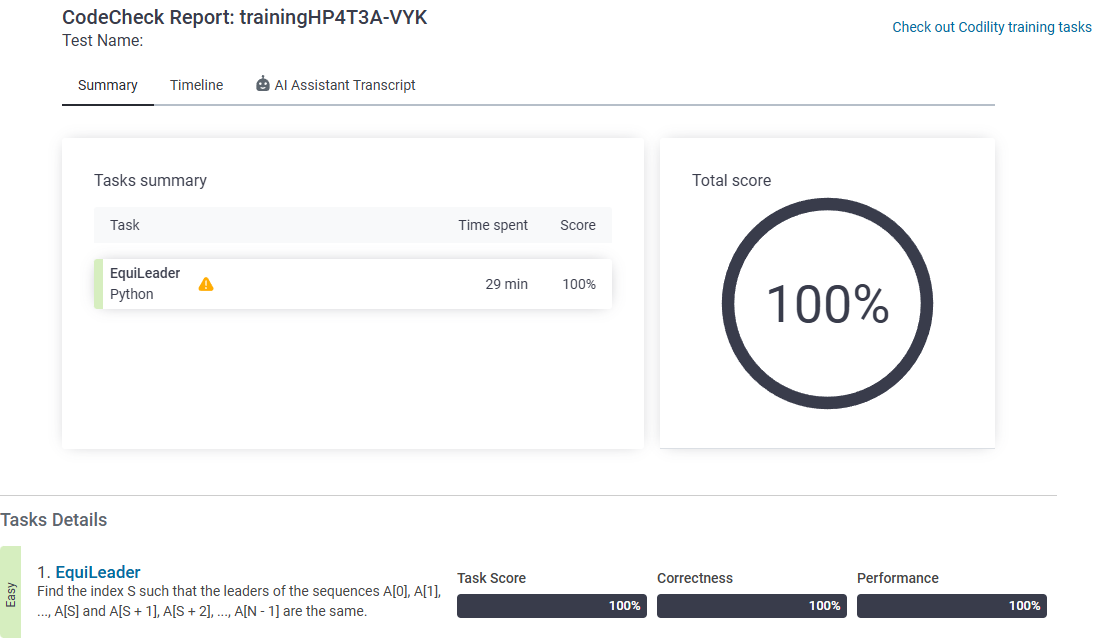 CodeCheck Report: trainingHP4T3A-VYK
Test Name:
Check out Codility training tasks
Summary
Timeline
AI Assistant Transcript
Tasks summary
Task Time spent Score
EquiLeader
Python
29 min 100%
Total score
100%
Tasks Details
Easy
1. EquiLeader
Find the index S such that the leaders of the sequences A[0], A[1],
..., A[S] and A[S + 1], A[S + 2], ..., A[N - 1] are the same.
Task Score
100%
Correctness
100%
Performance
100%